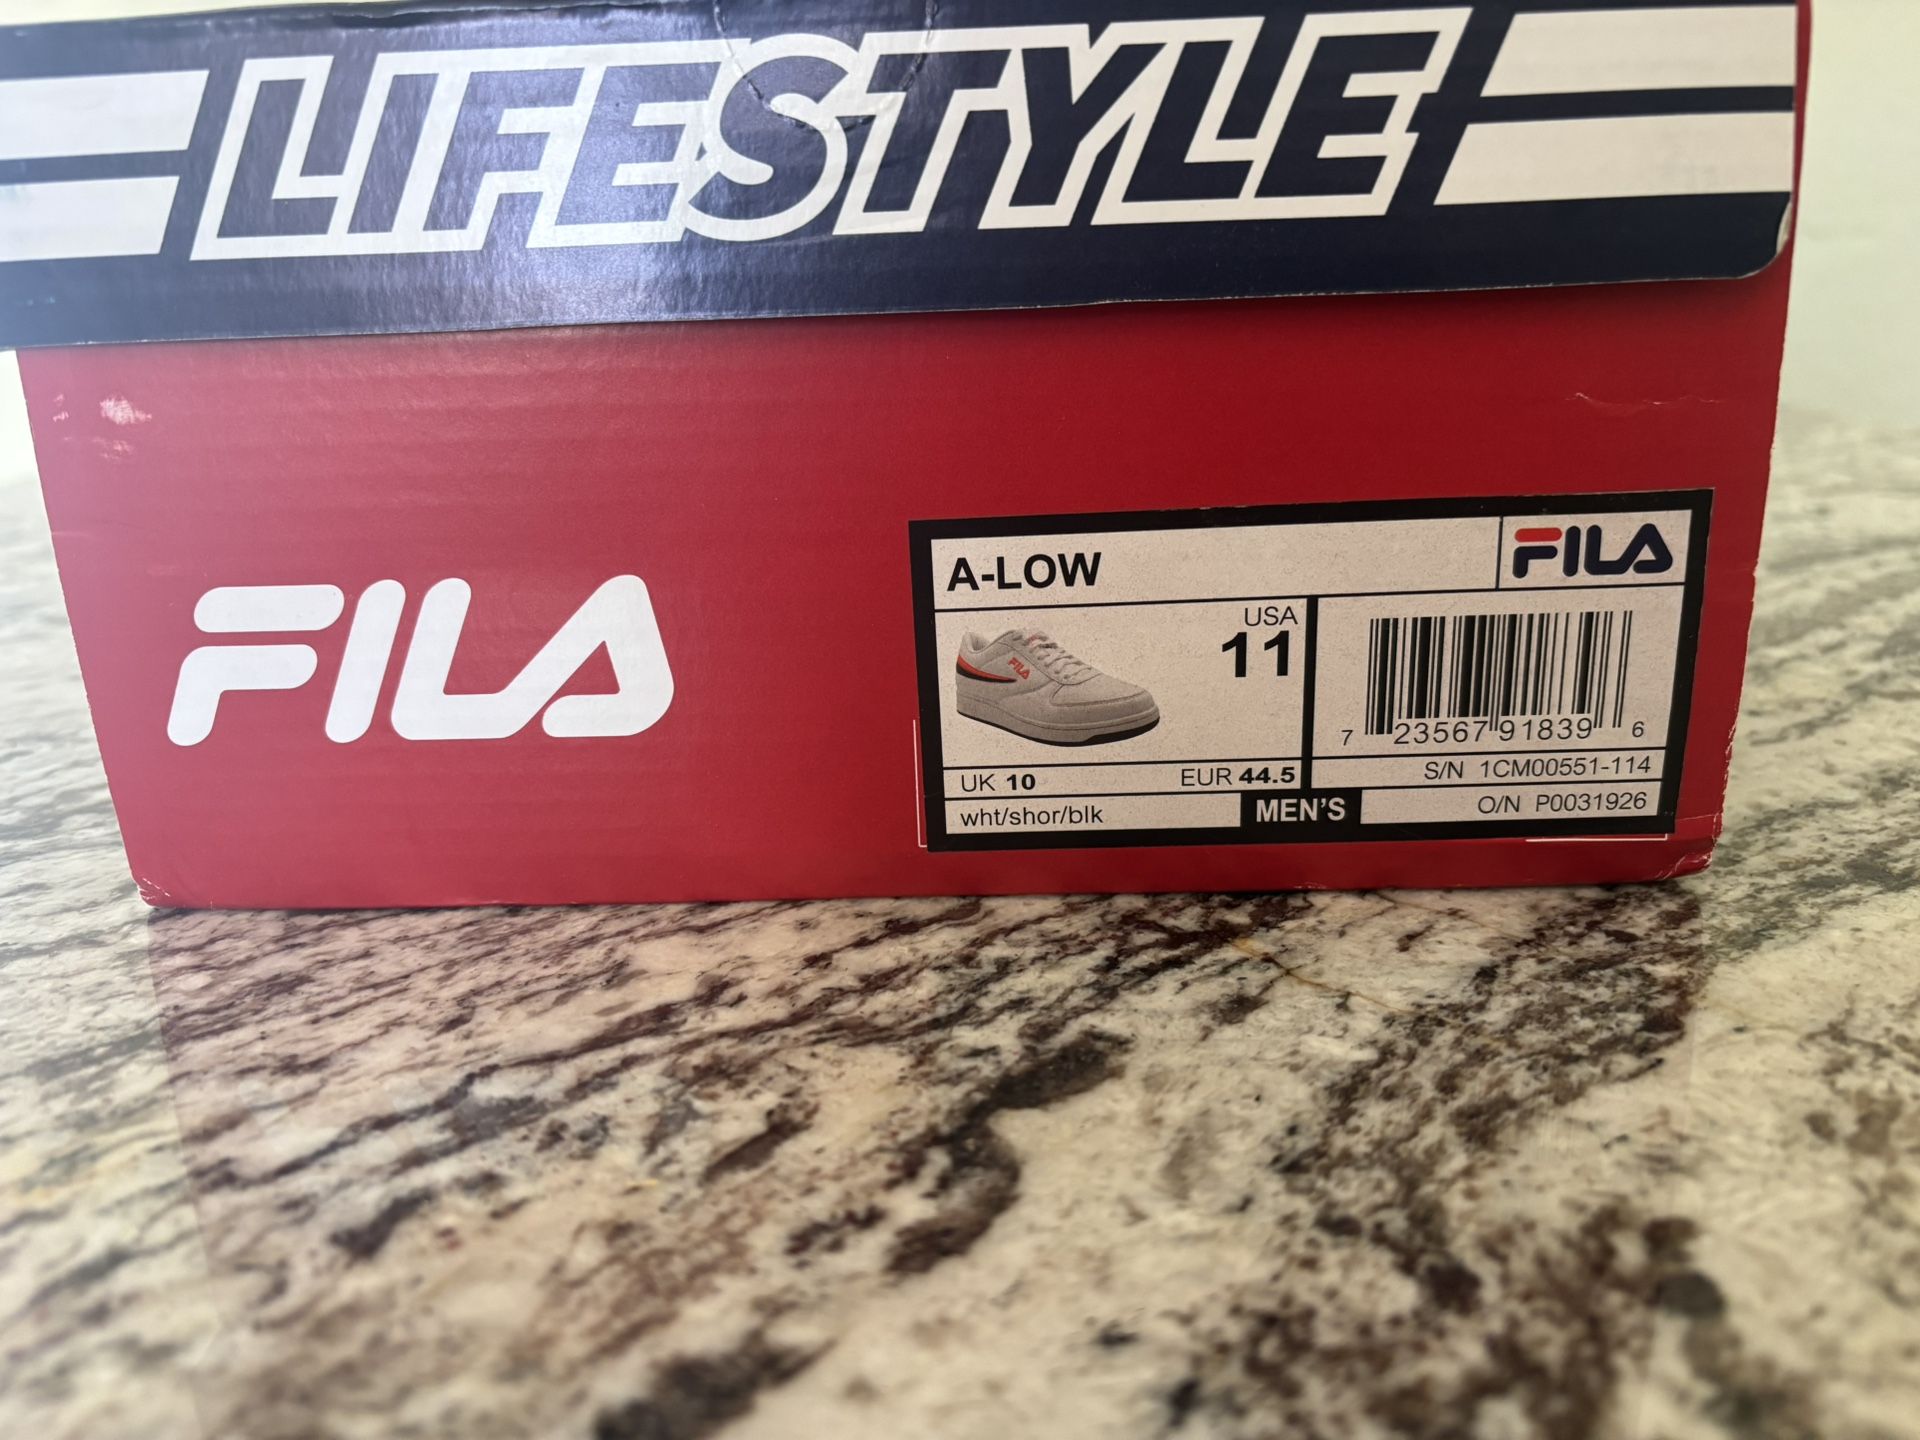 LIFESTYLE
FILA
A-LOW
FILA
USA
11
FILA
UK 10
EUR 44.5
wht/shor/blk
MEN'S
7 23567 91839 6
S/N 1CM00551-114
O/N P0031926